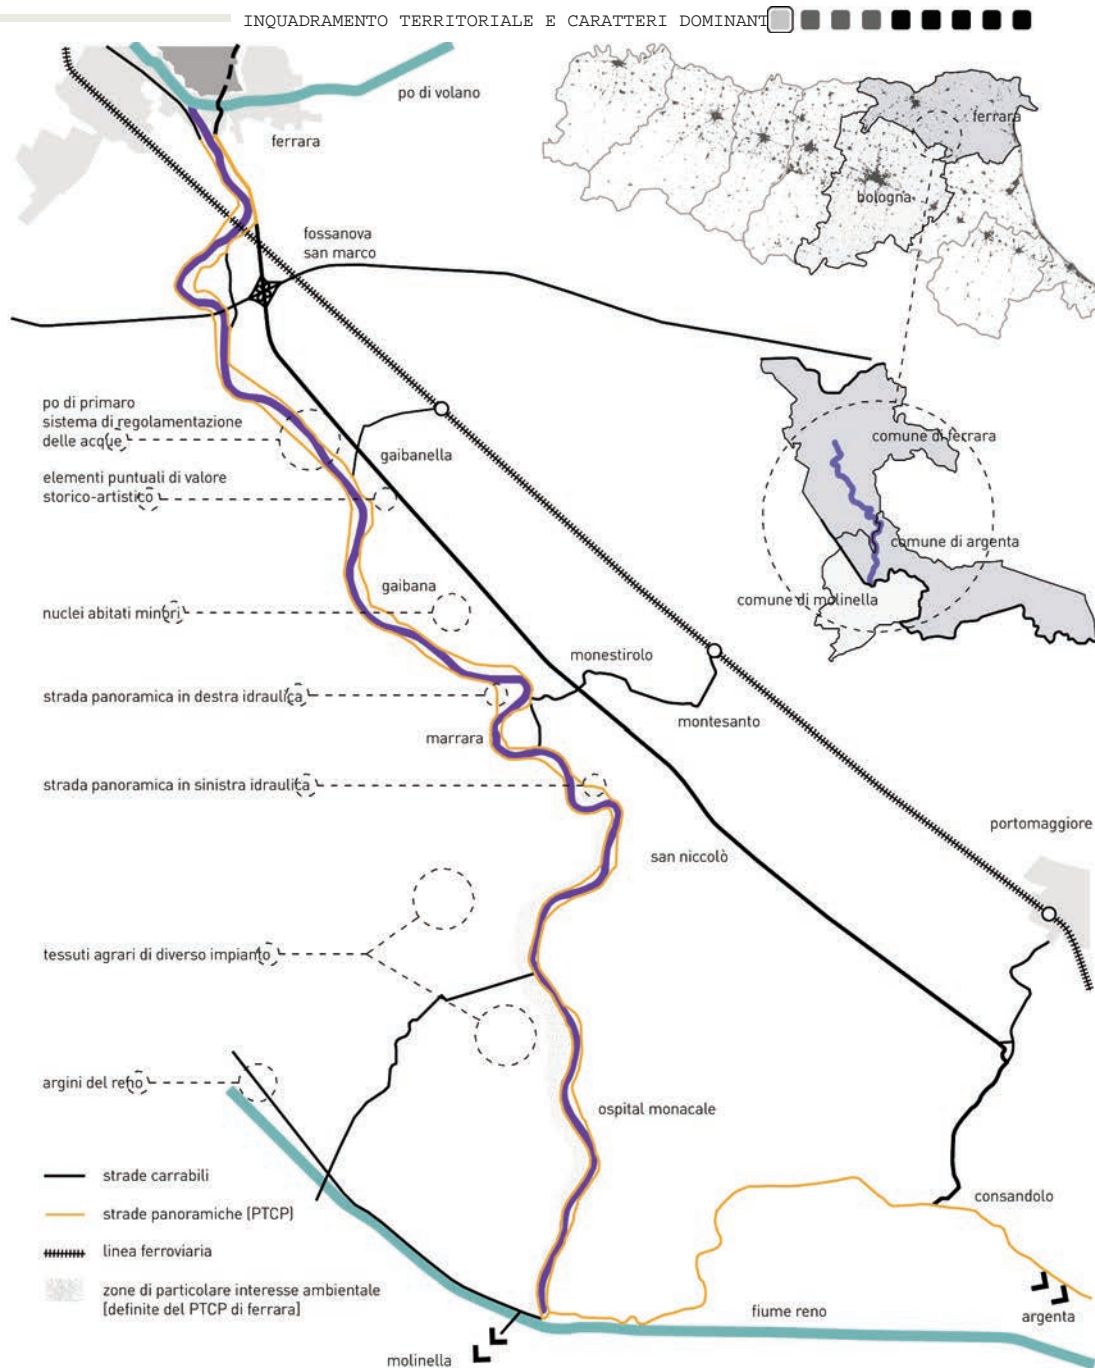 INQUADRAMENTO TERRITORIALE E CARATTERI DOMINANT
po di volano
ferrara
ferrara
bologna
fossanova
san marco
po di primaro
sistema di regolamentazione
delle acque
comune di ferrara
gaibanella
elementi puntuali di valore
storico-artistico
comune di argenta
gaibana
comune di molinella
nuclei abitati minori
monestirolo
strada panoramica in destra idraulica
montesanto
marrara
strada panoramica in sinistra idraulica
portomaggiore
san niccolò
tessuti agrari di diverso impianto
argini del reno
ospital monacale
strade carrabili
consandolo
strade panoramiche (PTCP)
linea ferroviaria
zone di particolare interesse ambientale
[definite del PTCP di ferrara]
fiume reno
argenta
molinella